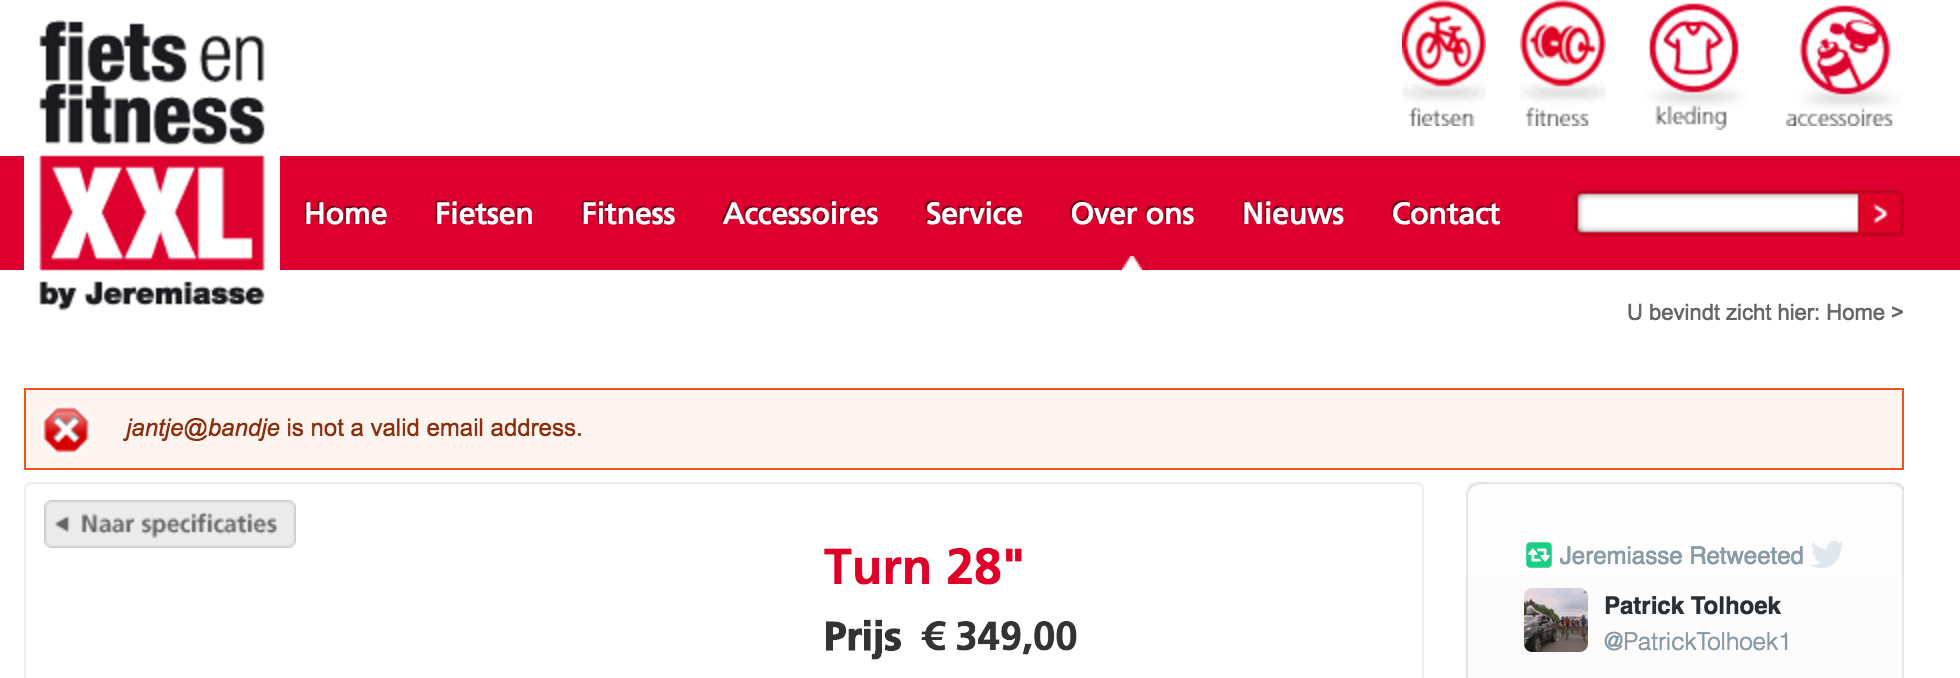 fiets en
fitness
XXL
by Jeremiasse
fietsen
fitness
kleding
accessoires
Home
Fietsen
Fitness
Accessoires
Service
Over ons
Nieuws
Contact
>
U bevindt zicht hier: Home >
jantje@bandje is not a valid email address.
Naar specificaties
Turn 28"
Prijs € 349,00
Jeremiasse Retweeted
Patrick Tolhoek
@PatrickTolhoek1